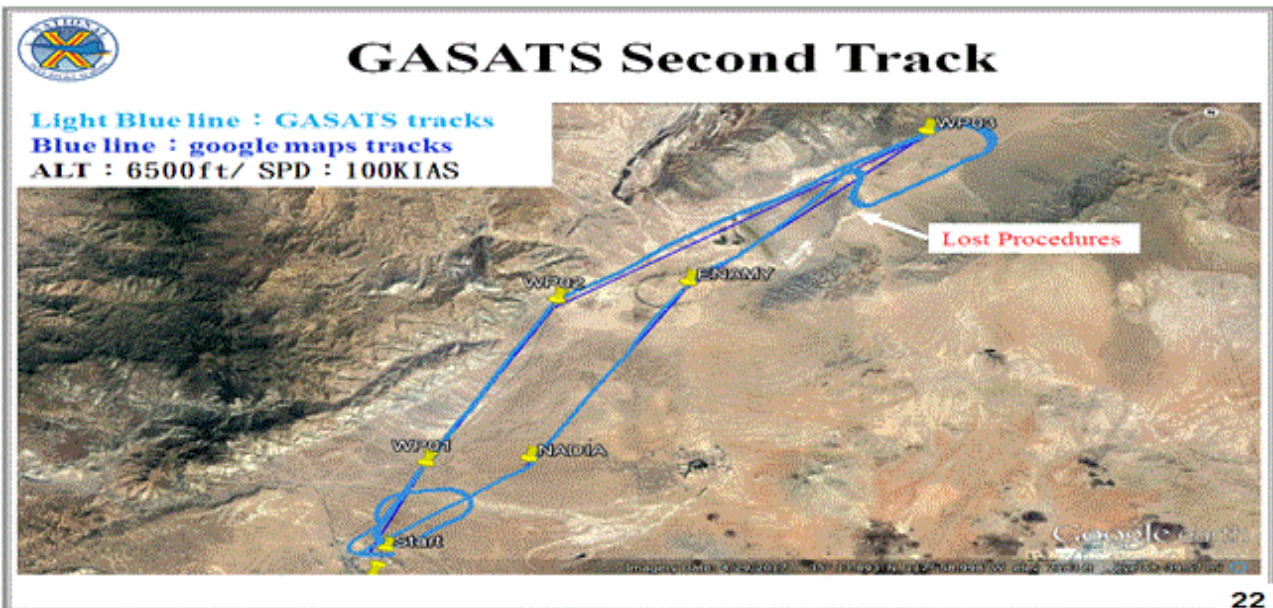 NATIONAL
GASATS Second Track
Light Blue line：GASATS tracks
Blue line：google maps tracks
ALT：6500ft/ SPD：100KIAS
WP03
Lost Procedures
ENAMY
WP02
WP01
NADIA
Start
Google earth
22